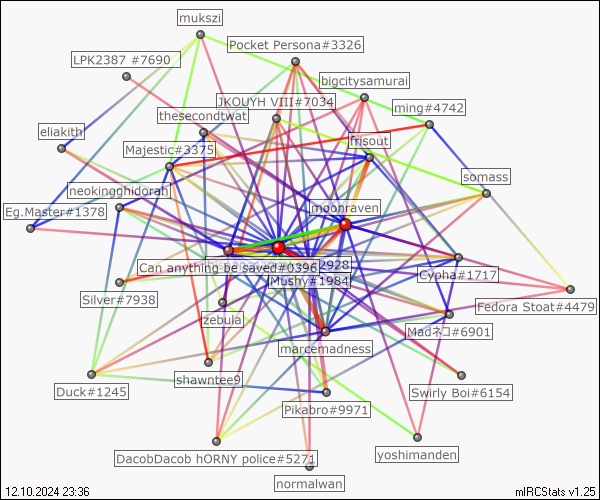 mukszi
Pocket Persona#3326
LPK2387 #7690
bigcitysamurai
JKOUYH VIII#7034
ming#4742
thesecondtwat
eliakith
Majestic#3375
frisout
somass
neokingghidorah
moonraven
Eg.Master#1378
Can anything be saved#0396
2928
Mushy#1984
Cypha#1717
Silver#7938
Fedora Stoat#4479
zebula
Madネコ#6901
marcemadness
shawntee9
Duck#1245
Swirly Boi#6154
Pikabro#9971
DacobDacob hORNY police#5271
yoshimanden
normalwan
12.10.2024 23:36
mIRCStats v1.25